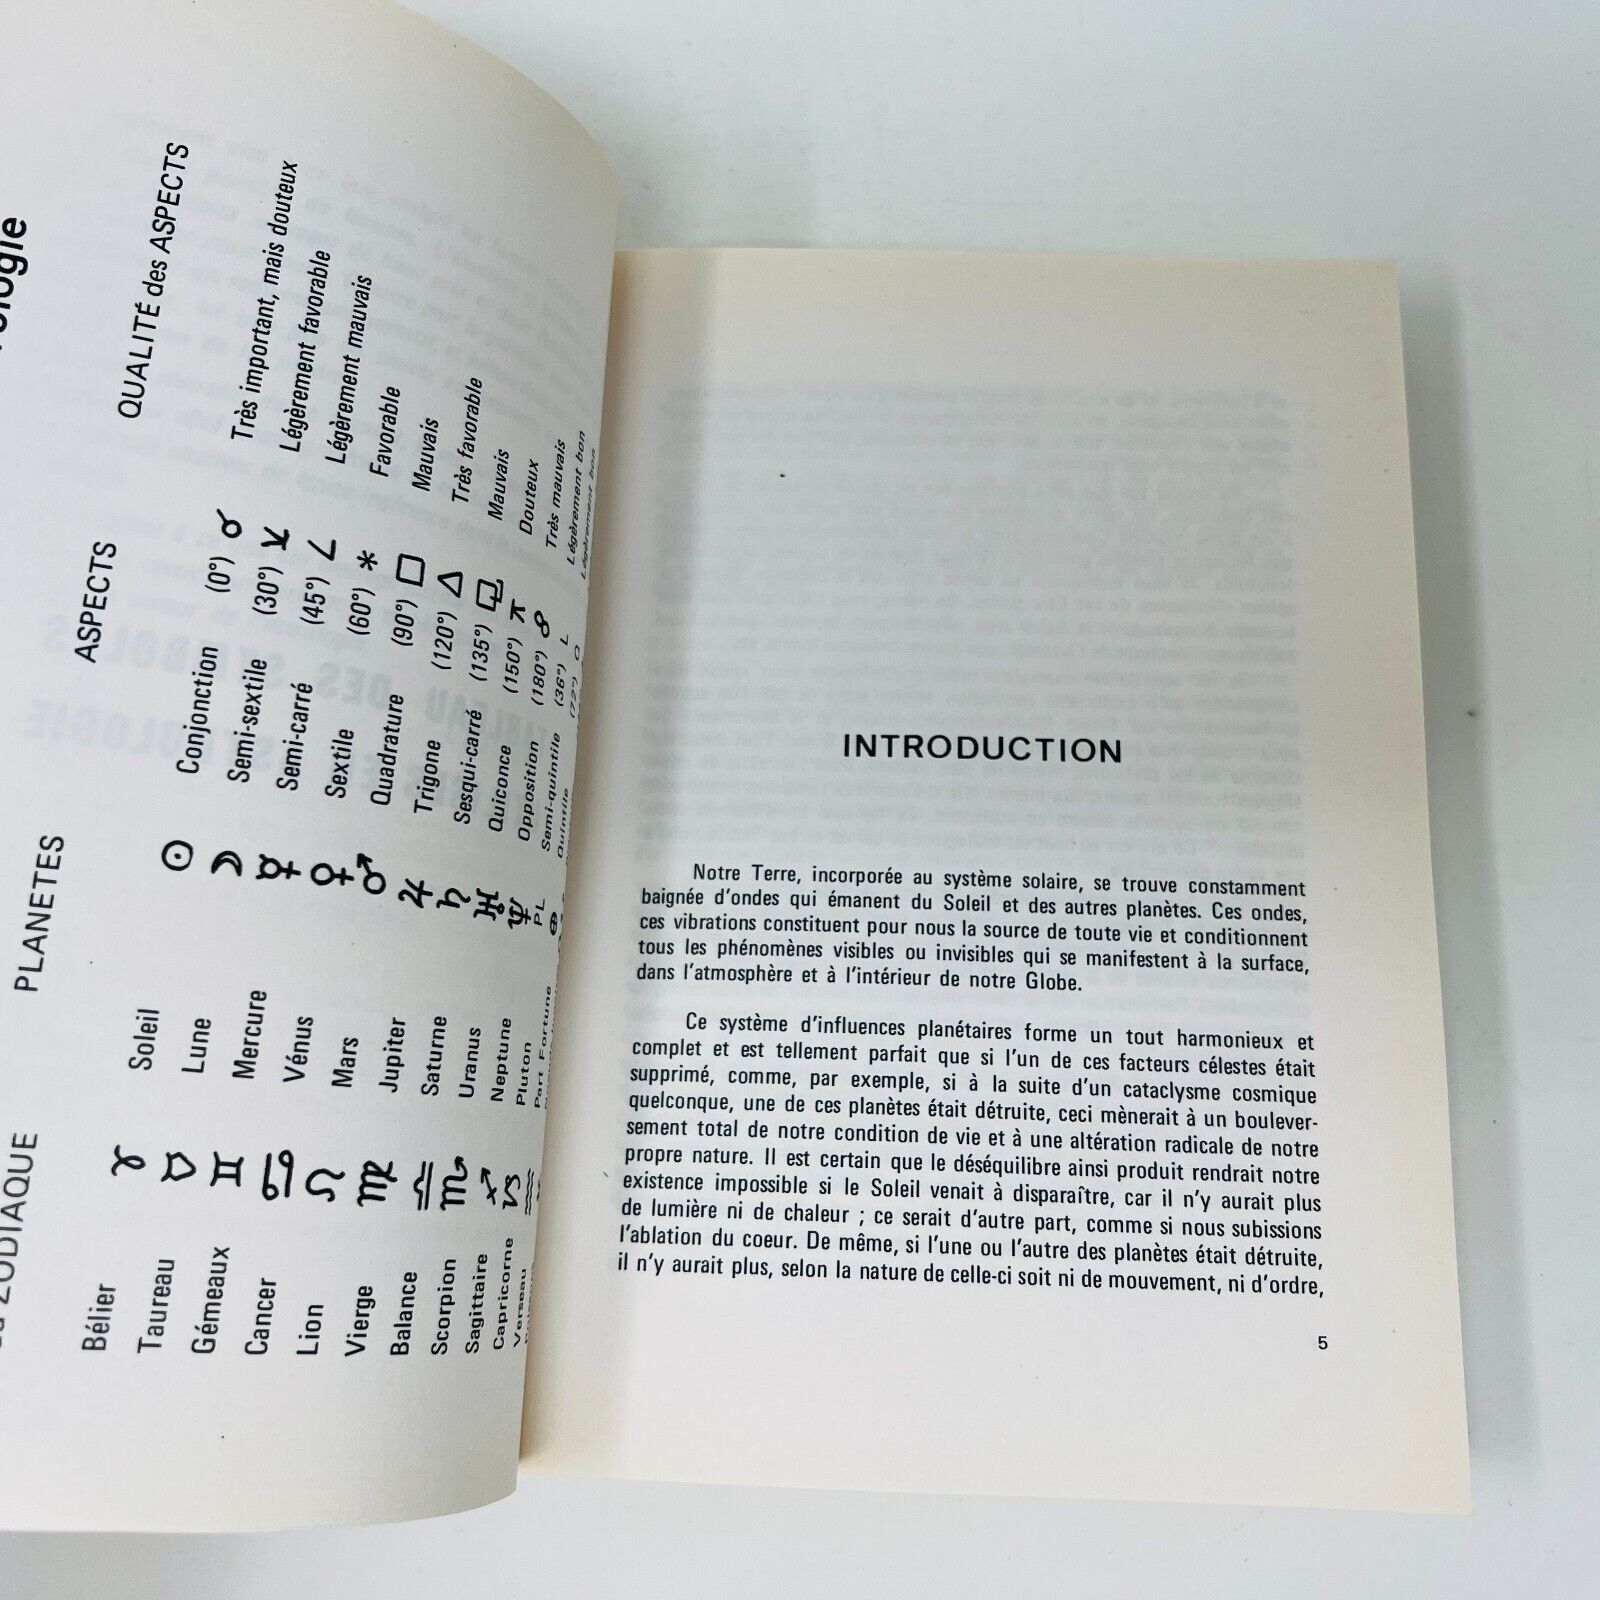 QUALITÉ des ASPECTS
Très important, mais douteux
Légèrement favorable
Légèrement mauvais
Favorable
Mauvais
Très favorable
Mauvais
Douteux
Très mauvais
Légèrement bon
Légèrement bon
ASPECTS
Conjonction (0°) ☌
Semi-sextile (30°)
Semi-carré (45°)
Sextile (60°)
Quadrature (90°) □
Trigone (120°) △
Sesqui-carré (135°)
Quiconce (150°)
Opposition (180°) ☍
Semi-quintile (36°) L
Quintile (72°) Q
PLANETES
Soleil ☉
Lune ☾
Mercure ☿
Vénus ♀
Mars ♂
Jupiter ♃
Saturne ♄
Uranus ♅
Neptune ♆
Pluton PL
Part Fortune ⊕
ZODIAQUE
Bélier ♈
Taureau ♉
Gémeaux ♊
Cancer ♋
Lion ♌
Vierge ♍
Balance ♎
Scorpion ♏
Sagittaire ♐
Capricorne ♑
Verseau ♒
INTRODUCTION
Notre Terre, incorporée au système solaire, se trouve constamment
baignée d'ondes qui émanent du Soleil et des autres planètes. Ces ondes,
ces vibrations constituent pour nous la source de toute vie et conditionnent
tous les phénomènes visibles ou invisibles qui se manifestent à la surface,
dans l'atmosphère et à l'intérieur de notre Globe.
Ce système d'influences planétaires forme un tout harmonieux et
complet et est tellement parfait que si l'un de ces facteurs célestes était
supprimé, comme, par exemple, si à la suite d'un cataclysme cosmique
quelconque, une de ces planètes était détruite, ceci mènerait à un boulever-
sement total de notre condition de vie et à une altération radicale de notre
propre nature. Il est certain que le déséquilibre ainsi produit rendrait notre
existence impossible si le Soleil venait à disparaître, car il n'y aurait plus
de lumière ni de chaleur ; ce serait d'autre part, comme si nous subissions
l'ablation du coeur. De même, si l'une ou l'autre des planètes était détruite,
il n'y aurait plus, selon la nature de celle-ci soit ni de mouvement, ni d'ordre,
5